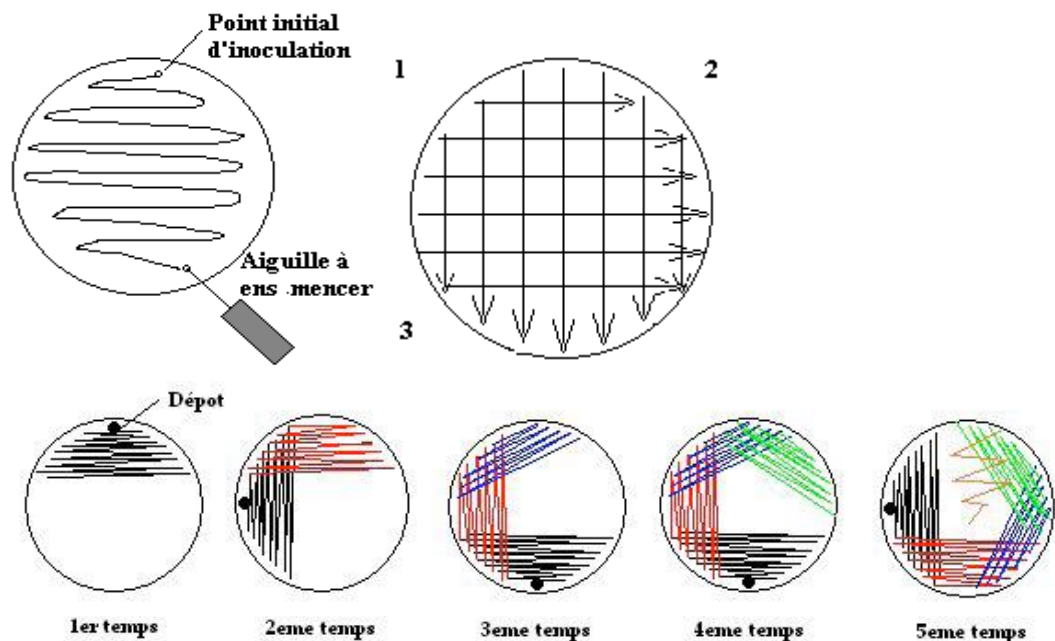 Point initial
d'inoculation
1
2
Aiguille à
ens mencer
3
Dépot
1er temps
2eme temps
3eme temps
4eme temps
5eme temps